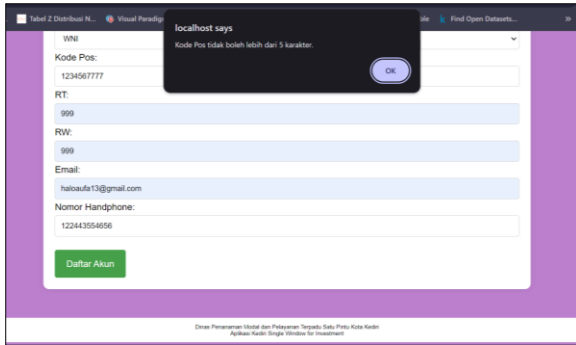 Tabel Z Distribusi N...
Visual Paradig
Find Open Datasets...
»
localhost says
Kode Pos tidak boleh lebih dari 5 karakter.
OK
WNI
Kode Pos:
1234567777
RT:
999
RW:
999
Email:
haloaufa13@gmail.com
Nomor Handphone:
122443554656
Daftar Akun
Dinas Penanaman Modal dan Pelayanan Terpadu Satu Pintu Kota Kediri
Aplikasi Kediri Single Window for Investment